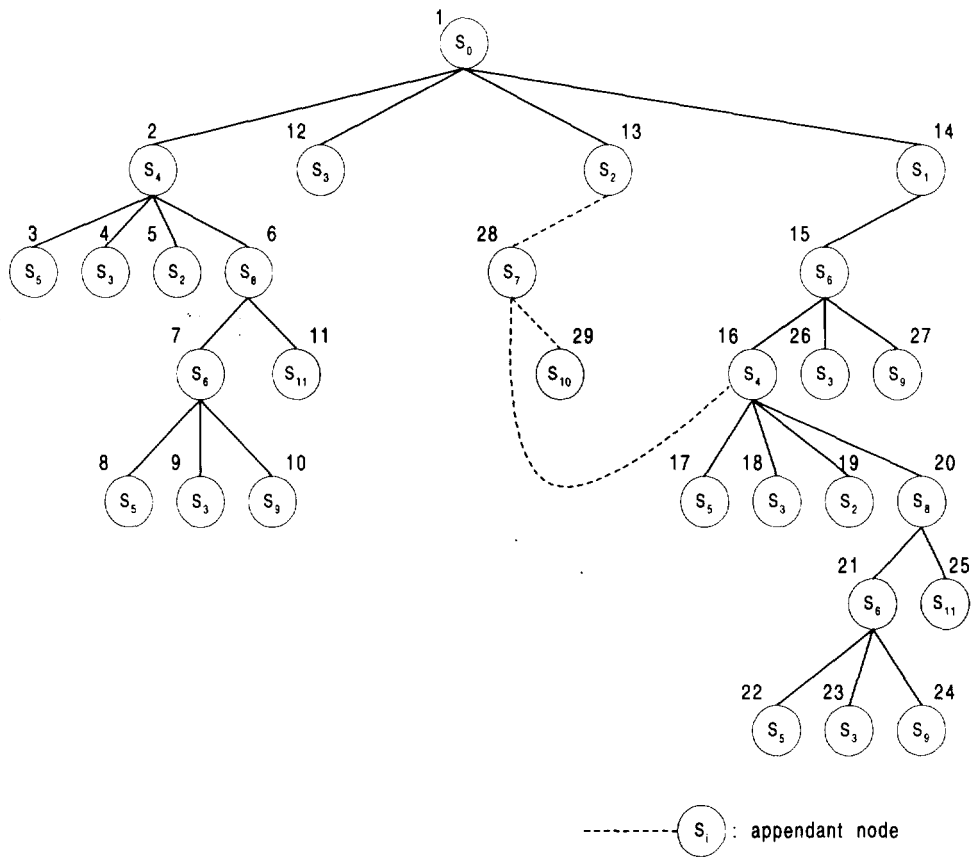 1
S₀
2 12 13 14
S₄ S₃ S₂ S₁
3 4 5 6 28 15
S₅ S₃ S₂ S₈ S₇ S₆
7 11 29 16 26 27
S₆ S₁₁ S₁₀ S₄ S₃ S₉
8 9 10 17 18 19 20
S₅ S₃ S₉ S₅ S₃ S₂ S₈
21 25
S₆ S₁₁
22 23 24
S₅ S₃ S₉
Sᵢ : appendant node